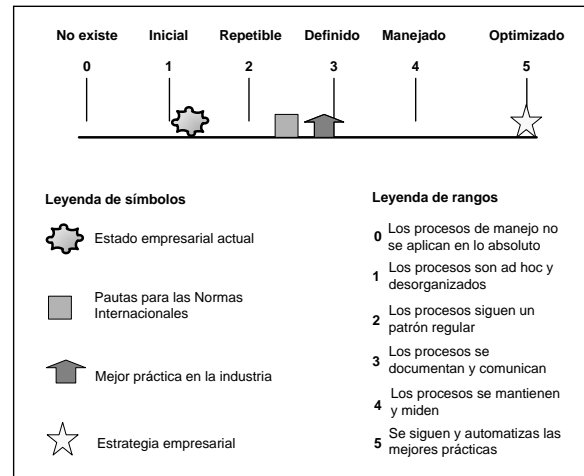 No existe Inicial Repetible Definido Manejado Optimizado
0 1 2 3 4 5
Leyenda de símbolos
Estado empresarial actual
Pautas para las Normas
Internacionales
Mejor práctica en la industria
Estrategia empresarial
Leyenda de rangos
0 Los procesos de manejo no
se aplican en lo absoluto
1 Los procesos son ad hoc y
desorganizados
2 Los procesos siguen un
patrón regular
3 Los procesos se
documentan y comunican
4 Los procesos se mantienen
y miden
5 Se siguen y automatizas las
mejores prácticas